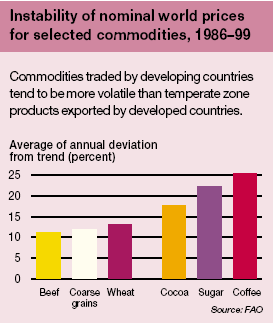 Instability of nominal world prices
for selected commodities, 1986–99
Commodities traded by developing countries
tend to be more volatile than temperate zone
products exported by developed countries.
Average of annual deviation
from trend (percent)
25
20
15
10
5
0
Beef Coarse grains Wheat Cocoa Sugar Coffee
Source: FAO